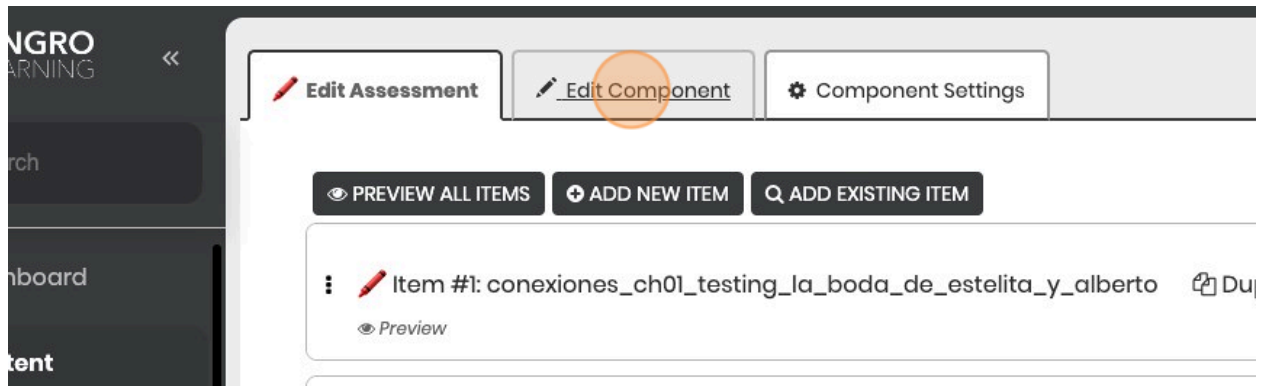 NGRO
ARNING
«
Edit Assessment
Edit Component
Component Settings
rch
PREVIEW ALL ITEMS
ADD NEW ITEM
ADD EXISTING ITEM
nboard
Item #1: conexiones_ch01_testing_la_boda_de_estelita_y_alberto
Du
Preview
tent